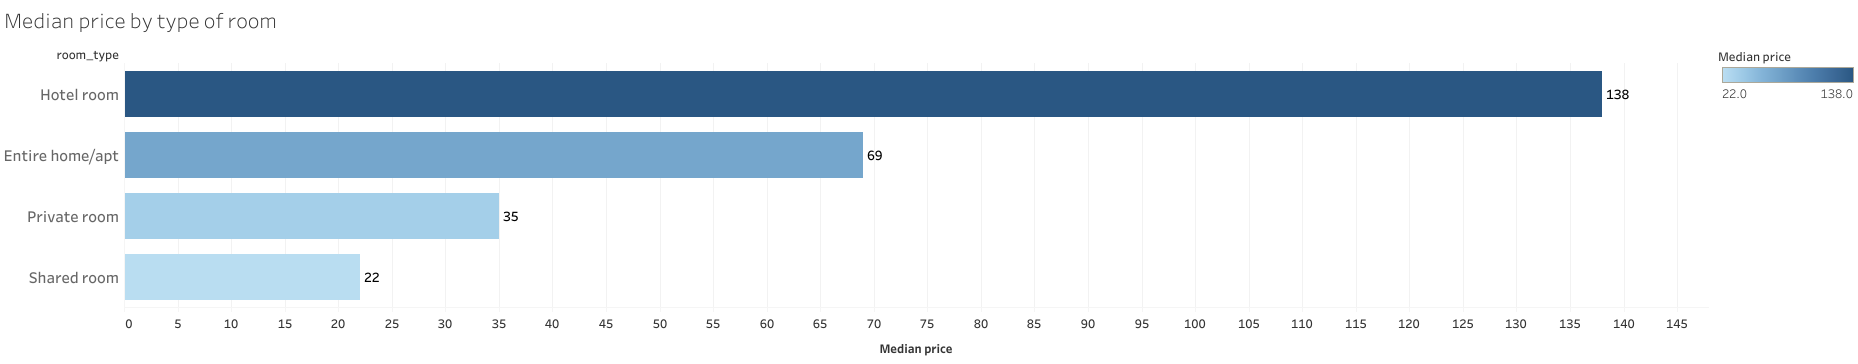 Median price by type of room
room_type
Hotel room
138
Entire home/apt
69
Private room
35
Shared room
22
0 5 10 15 20 25 30 35 40 45 50 55 60 65 70 75 80 85 90 95 100 105 110 115 120 125 130 135 140 145
Median price
Median price
22.0 138.0